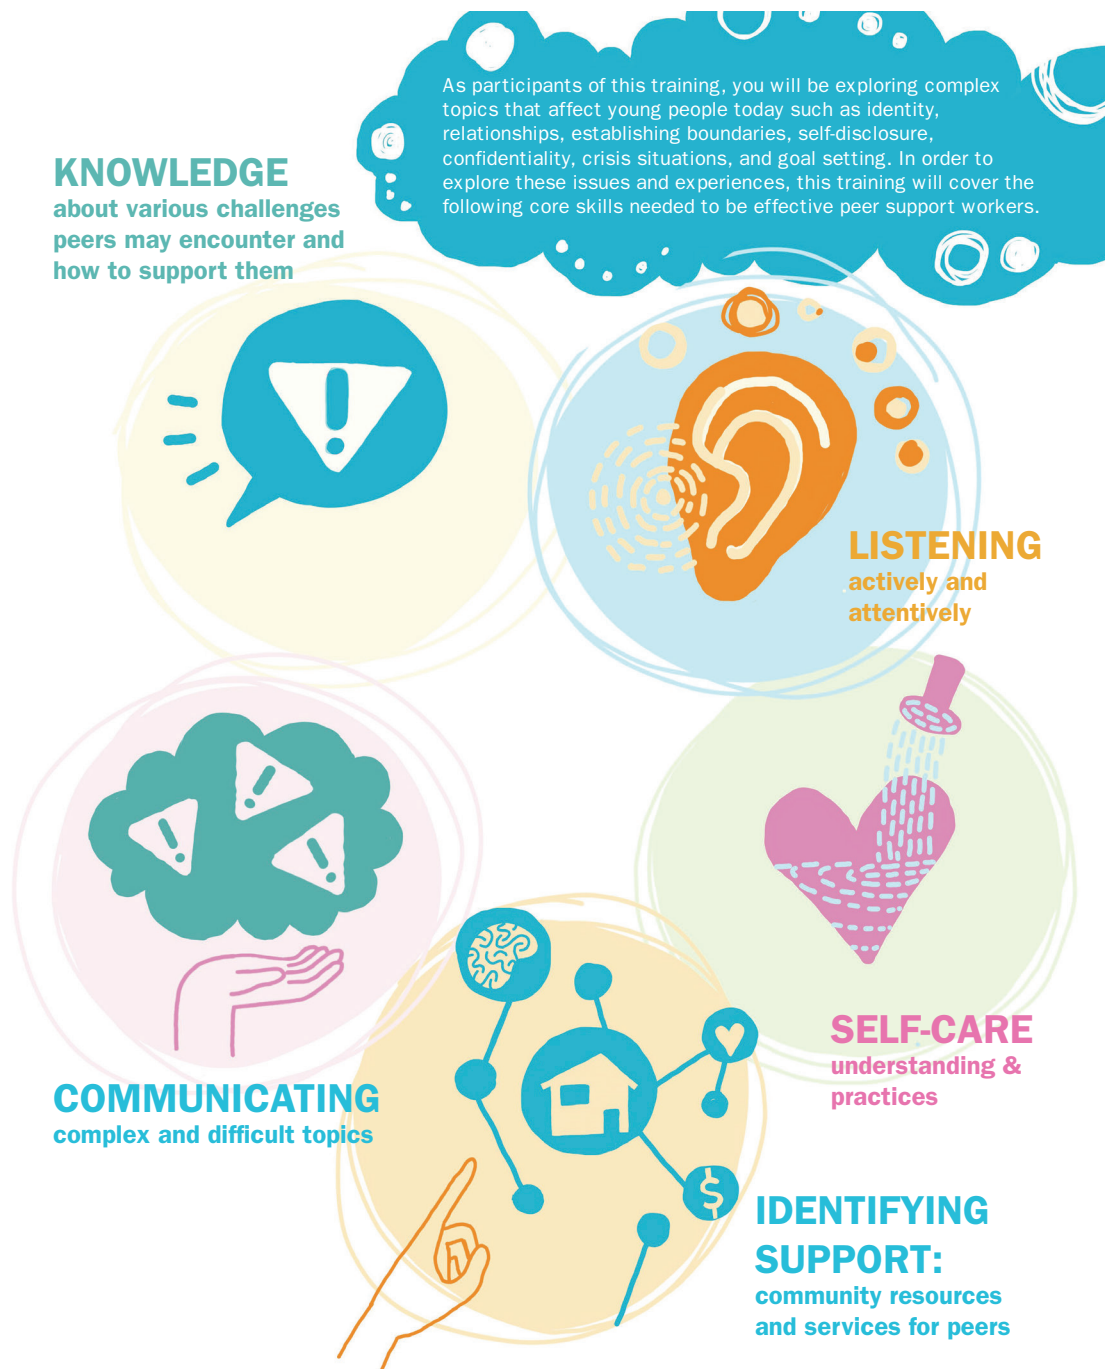 As participants of this training, you will be exploring complex
topics that affect young people today such as identity,
relationships, establishing boundaries, self-disclosure,
confidentiality, crisis situations, and goal setting. In order to
explore these issues and experiences, this training will cover the
following core skills needed to be effective peer support workers.
KNOWLEDGE
about various challenges
peers may encounter and
how to support them
LISTENING
actively and
attentively
SELF-CARE
understanding &
practices
COMMUNICATING
complex and difficult topics
IDENTIFYING
SUPPORT:
community resources
and services for peers